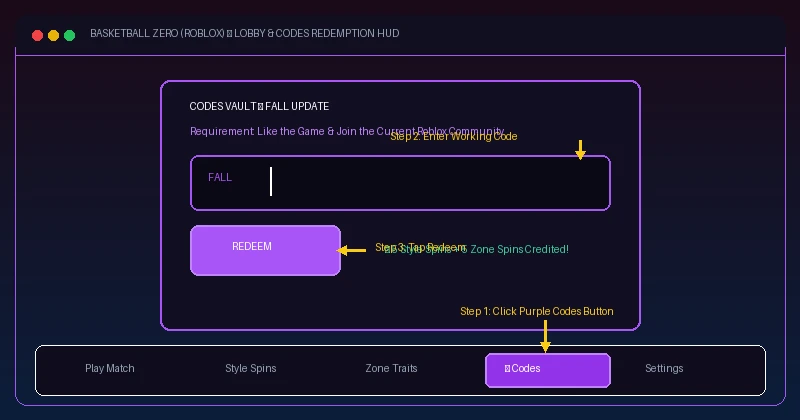 BASKETBALL ZERO (ROBLOX) LOBBY & CODES REDEMPTION HUD
CODES VAULT FALL UPDATE
Requirement: Like the Game & Join the Current Roblox Community
Step 2: Enter Working Code
FALL
REDEEM
Step 3: Tap Redeem
Style Spins + 5 Zone Spins Credited!
Step 1: Click Purple Codes Button
Play Match
Style Spins
Zone Traits
Codes
Settings